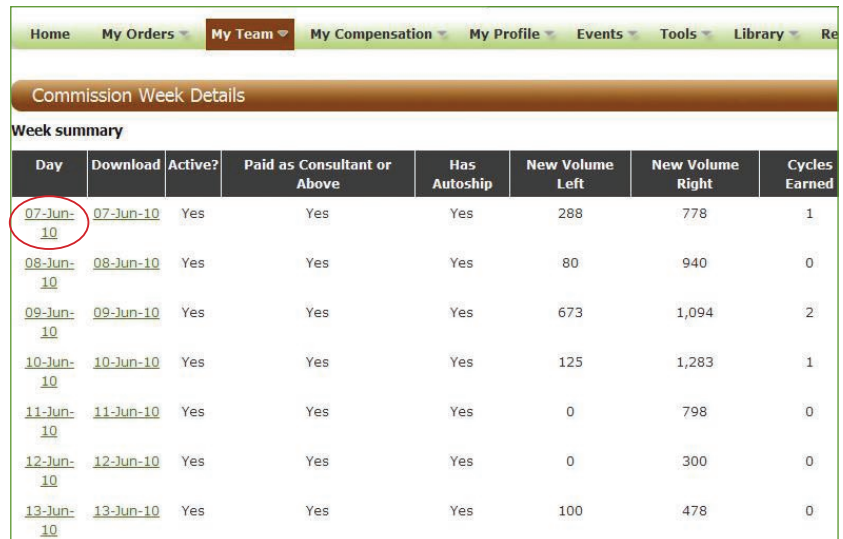 Home My Orders My Team My Compensation My Profile Events Tools Library Re
Commission Week Details
Week summary
Day Download Active? Paid as Consultant or Above Has Autoship New Volume Left New Volume Right Cycles Earned
07-Jun-10 07-Jun-10 Yes Yes Yes 288 778 1
08-Jun-10 08-Jun-10 Yes Yes Yes 80 940 0
09-Jun-10 09-Jun-10 Yes Yes Yes 673 1,094 2
10-Jun-10 10-Jun-10 Yes Yes Yes 125 1,283 1
11-Jun-10 11-Jun-10 Yes Yes Yes 0 798 0
12-Jun-10 12-Jun-10 Yes Yes Yes 0 300 0
13-Jun-10 13-Jun-10 Yes Yes Yes 100 478 0